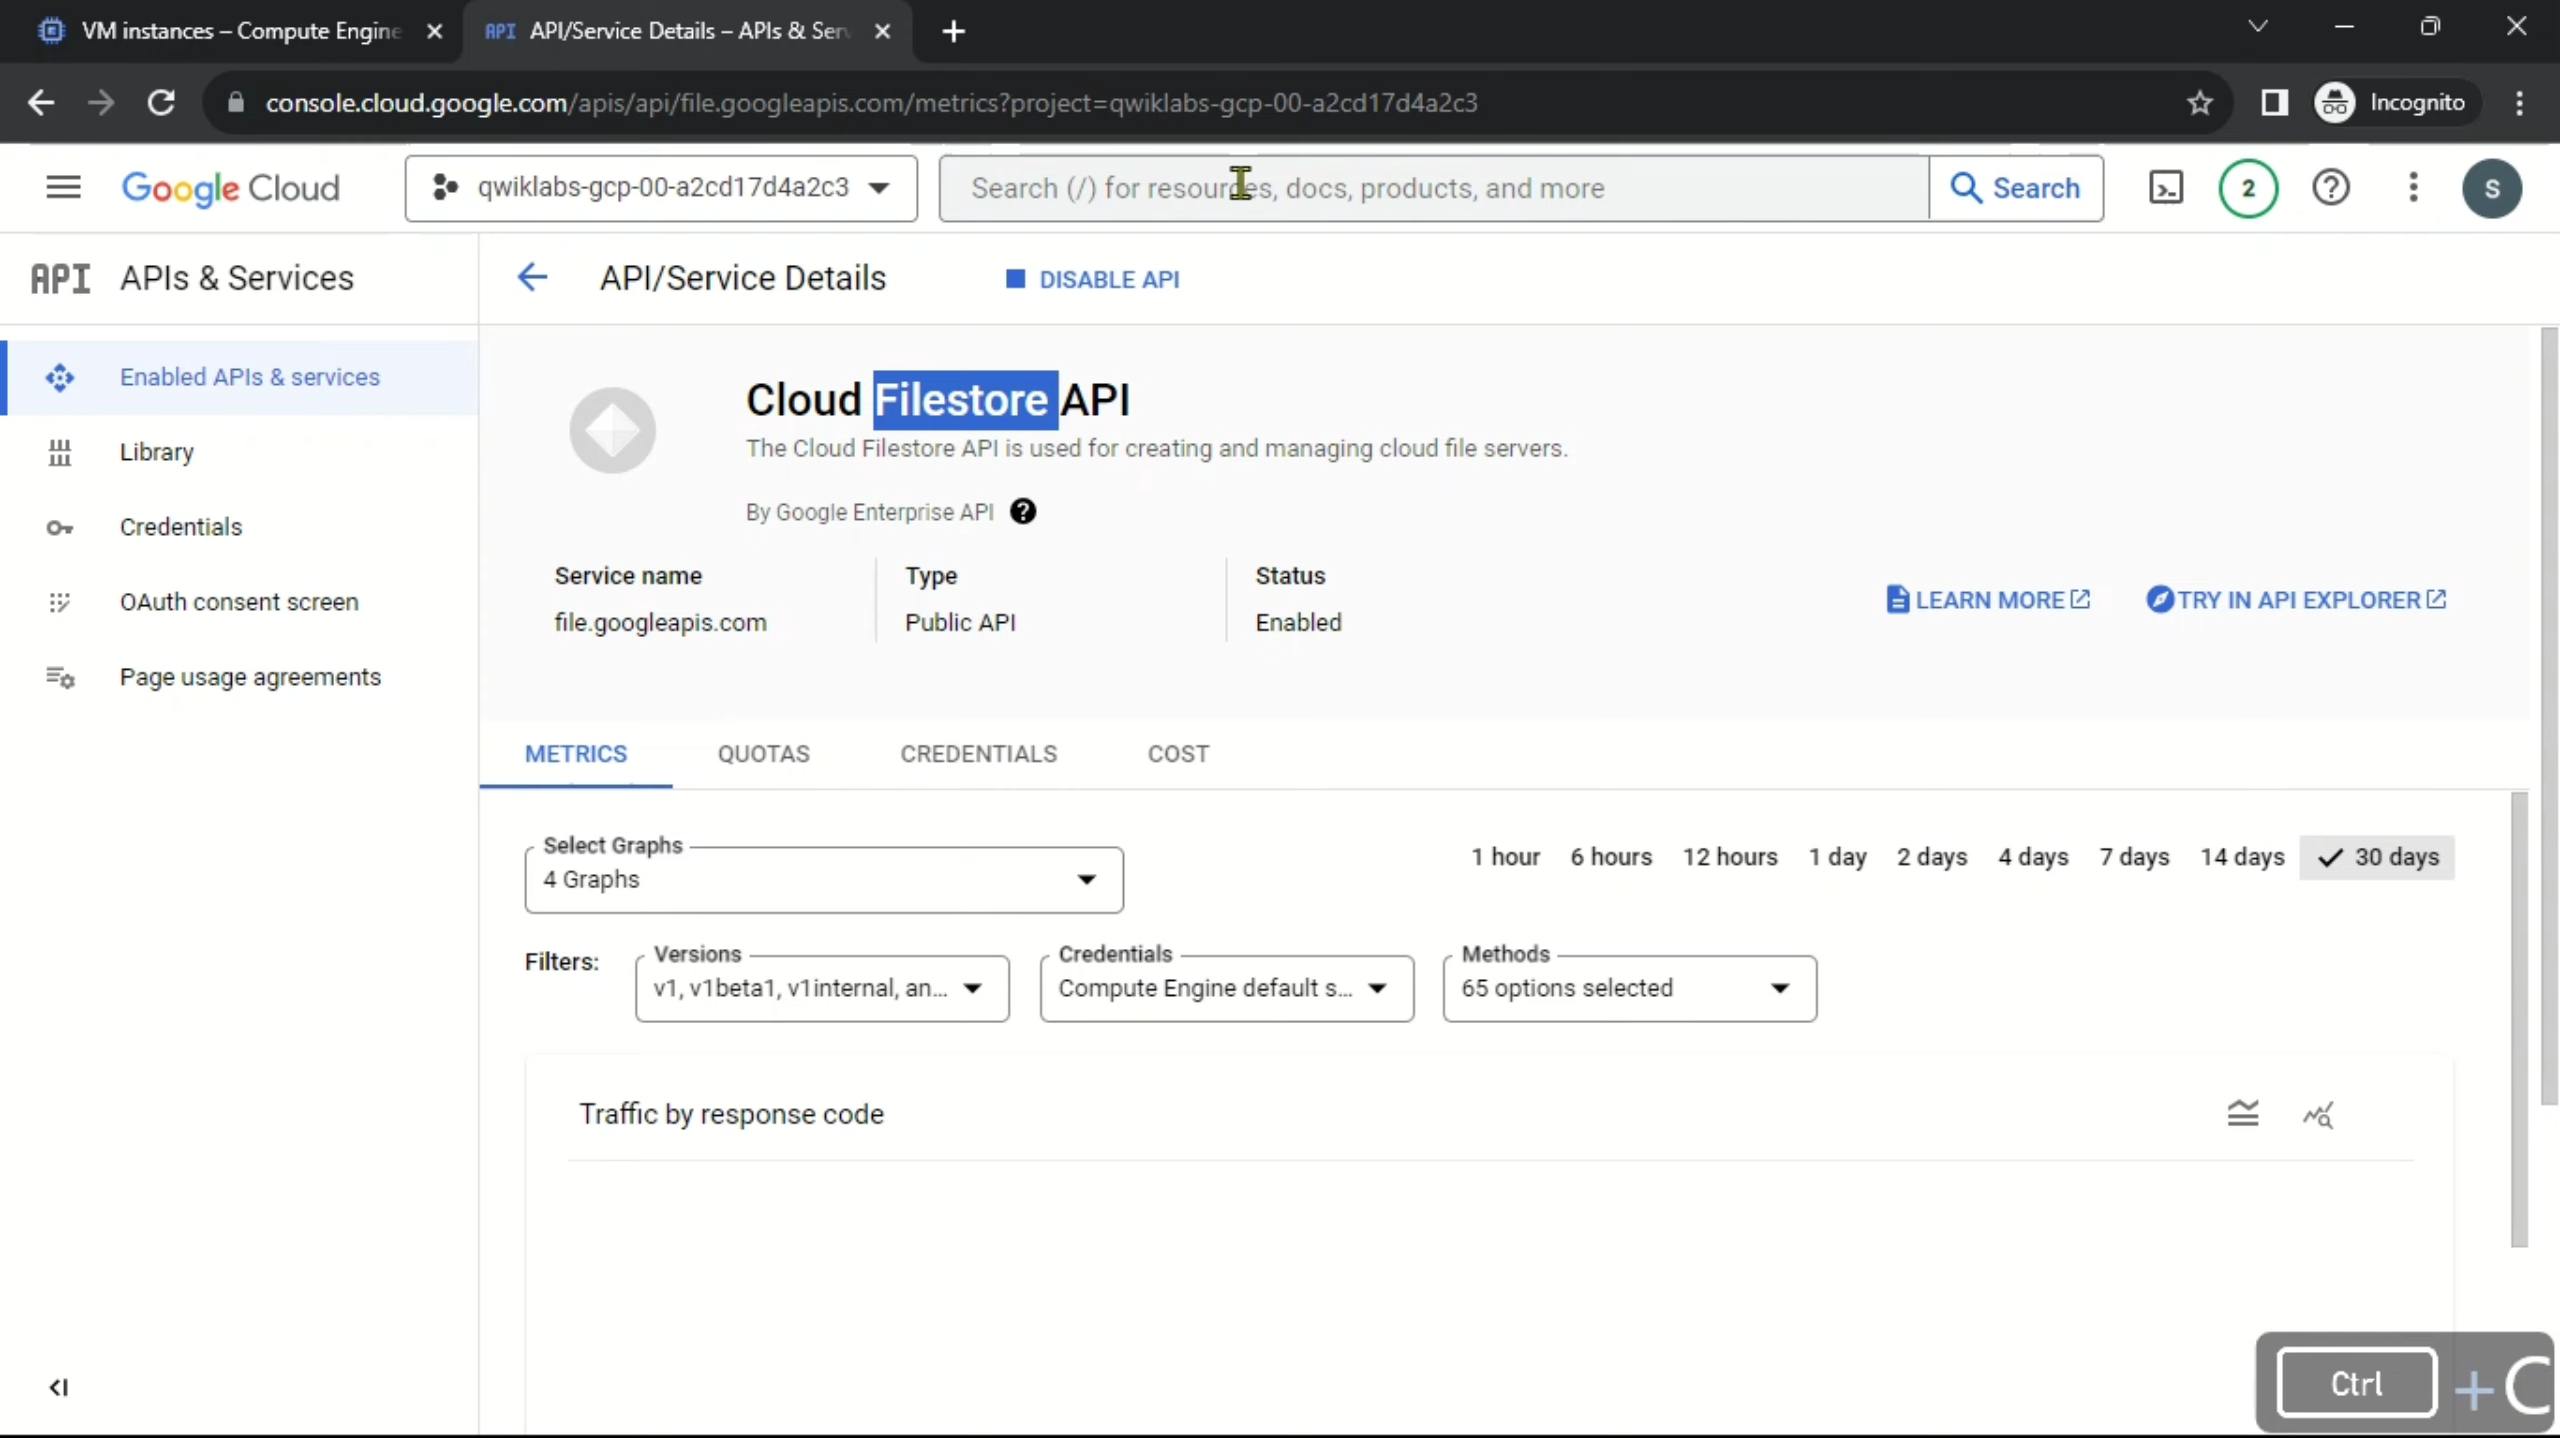 VM instances – Compute Engine
API API/Service Details – APIs & Serv
console.cloud.google.com/apis/api/file.googleapis.com/metrics?project=qwiklabs-gcp-00-a2cd17d4a2c3
Incognito
Google Cloud
qwiklabs-gcp-00-a2cd17d4a2c3
Search (/) for resources, docs, products, and more
Search
2
S
API APIs & Services
API/Service Details
DISABLE API
Enabled APIs & services
Library
Credentials
OAuth consent screen
Page usage agreements
Cloud Filestore API
The Cloud Filestore API is used for creating and managing cloud file servers.
By Google Enterprise API
Service name
Type
Status
file.googleapis.com
Public API
Enabled
LEARN MORE
TRY IN API EXPLORER
METRICS
QUOTAS
CREDENTIALS
COST
Select Graphs
4 Graphs
1 hour
6 hours
12 hours
1 day
2 days
4 days
7 days
14 days
30 days
Filters:
Versions
v1, v1beta1, v1internal, an...
Credentials
Compute Engine default s...
Methods
65 options selected
Traffic by response code
Ctrl +C